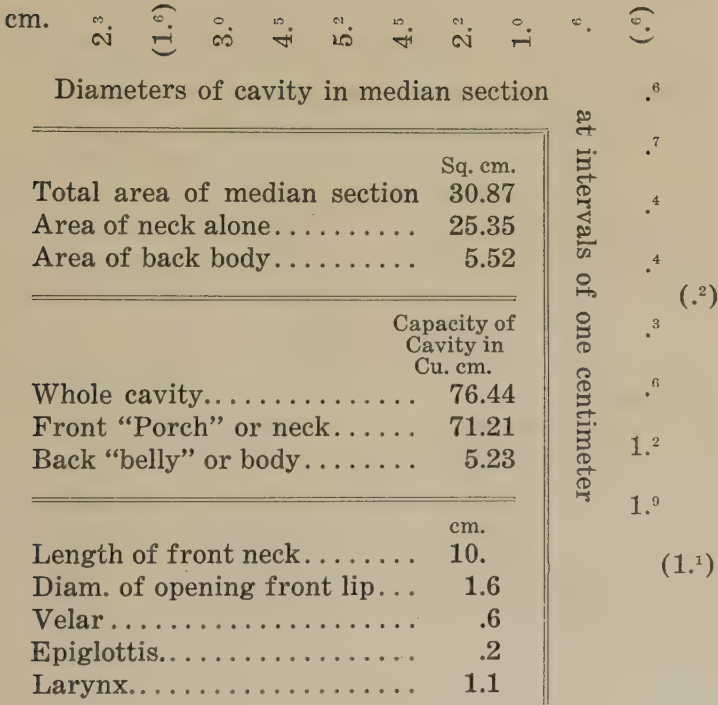 cm. 2.³ (1.⁶) 3.⁰ 4.⁵ 5.² 4.⁵ 2.² 1.⁰ .⁶ (.⁶)
Diameters of cavity in median section
at intervals of one centimeter
.⁶
.⁷
.⁴
.⁴
(.²)
.³
.⁶
1.²
1.⁹
(1.¹)
Sq. cm.
Total area of median section 30.87
Area of neck alone.......... 25.35
Area of back body.......... 5.52
Capacity of
Cavity in
Cu. cm.
Whole cavity............... 76.44
Front “Porch” or neck...... 71.21
Back “belly” or body........ 5.23
cm.
Length of front neck........ 10.
Diam. of opening front lip... 1.6
Velar ...................... .6
Epiglottis.................. .2
Larynx.................... 1.1